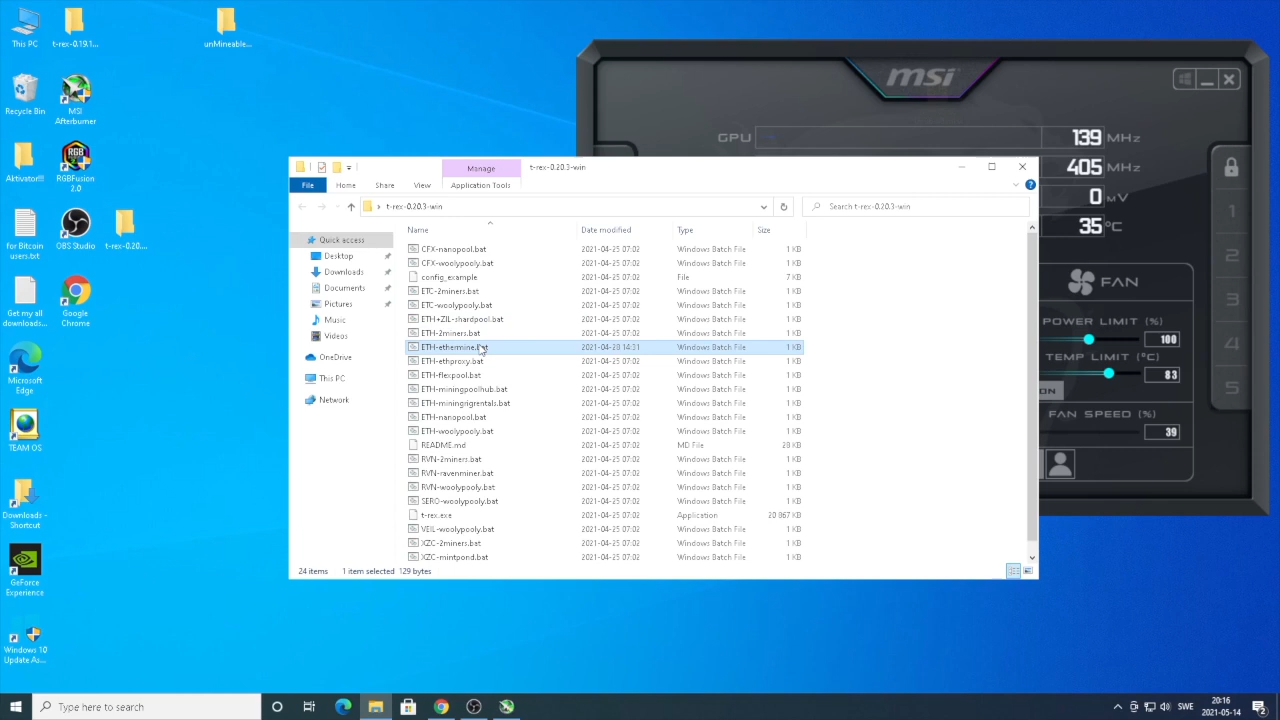 This PC
t-rex-0.19.1...
unMineable...
Recycle Bin
MSI Afterburner
Aktivator!!!
RGBFusion 2.0
for Bitcoin users.txt
OBS Studio
t-rex-0.20...
Get my all downloads...
Google Chrome
Microsoft Edge
TEAM OS
Downloads - Shortcut
GeForce Experience
Windows 10 Update As...
msi
GPU
139 MHz
405 MHz
0 mV
35 °C
1
2
3
4
5
FAN
POWER LIMIT (%)
100
TEMP LIMIT (°C)
83
ON
FAN SPEED (%)
39
Manage
t-rex-0.20.3-win
File
Home
Share
View
Application Tools
t-rex-0.20.3-win
Search t-rex-0.20.3-win
Quick access
Desktop
Downloads
Documents
Pictures
Music
Videos
OneDrive
This PC
Network
Name Date modified Type Size
CFX-nanopool.bat 2021-04-25 07:02 Windows Batch File 1 KB
CFX-woolypooly.bat 2021-04-25 07:02 Windows Batch File 1 KB
config_example 2021-04-25 07:02 File 7 KB
ETC-2miners.bat 2021-04-25 07:02 Windows Batch File 1 KB
ETC-woolypooly.bat 2021-04-25 07:02 Windows Batch File 1 KB
ETH+ZIL-shardpool.bat 2021-04-25 07:02 Windows Batch File 1 KB
ETH-2miners.bat 2021-04-25 07:02 Windows Batch File 1 KB
ETH-ethermine.bat 2021-04-28 14:31 Windows Batch File 1 KB
ETH-ethproxy.bat 2021-04-25 07:02 Windows Batch File 1 KB
ETH-flexpool.bat 2021-04-25 07:02 Windows Batch File 1 KB
ETH-miningpoolhub.bat 2021-04-25 07:02 Windows Batch File 1 KB
ETH-miningrigrentals.bat 2021-04-25 07:02 Windows Batch File 1 KB
ETH-nanopool.bat 2021-04-25 07:02 Windows Batch File 1 KB
ETH-woolypooly.bat 2021-04-25 07:02 Windows Batch File 1 KB
README.md 2021-04-25 07:02 MD File 28 KB
RVN-2miners.bat 2021-04-25 07:02 Windows Batch File 1 KB
RVN-ravenminer.bat 2021-04-25 07:02 Windows Batch File 1 KB
RVN-woolypooly.bat 2021-04-25 07:02 Windows Batch File 1 KB
SERO-woolypooly.bat 2021-04-25 07:02 Windows Batch File 1 KB
t-rex.exe 2021-04-25 07:02 Application 20 867 KB
VEIL-woolypooly.bat 2021-04-25 07:02 Windows Batch File 1 KB
XZC-2miners.bat 2021-04-25 07:02 Windows Batch File 1 KB
XZC-mintpond.bat 2021-04-25 07:02 Windows Batch File 1 KB
24 items 1 item selected 129 bytes
Type here to search
SWE
20:16
2021-05-14
2